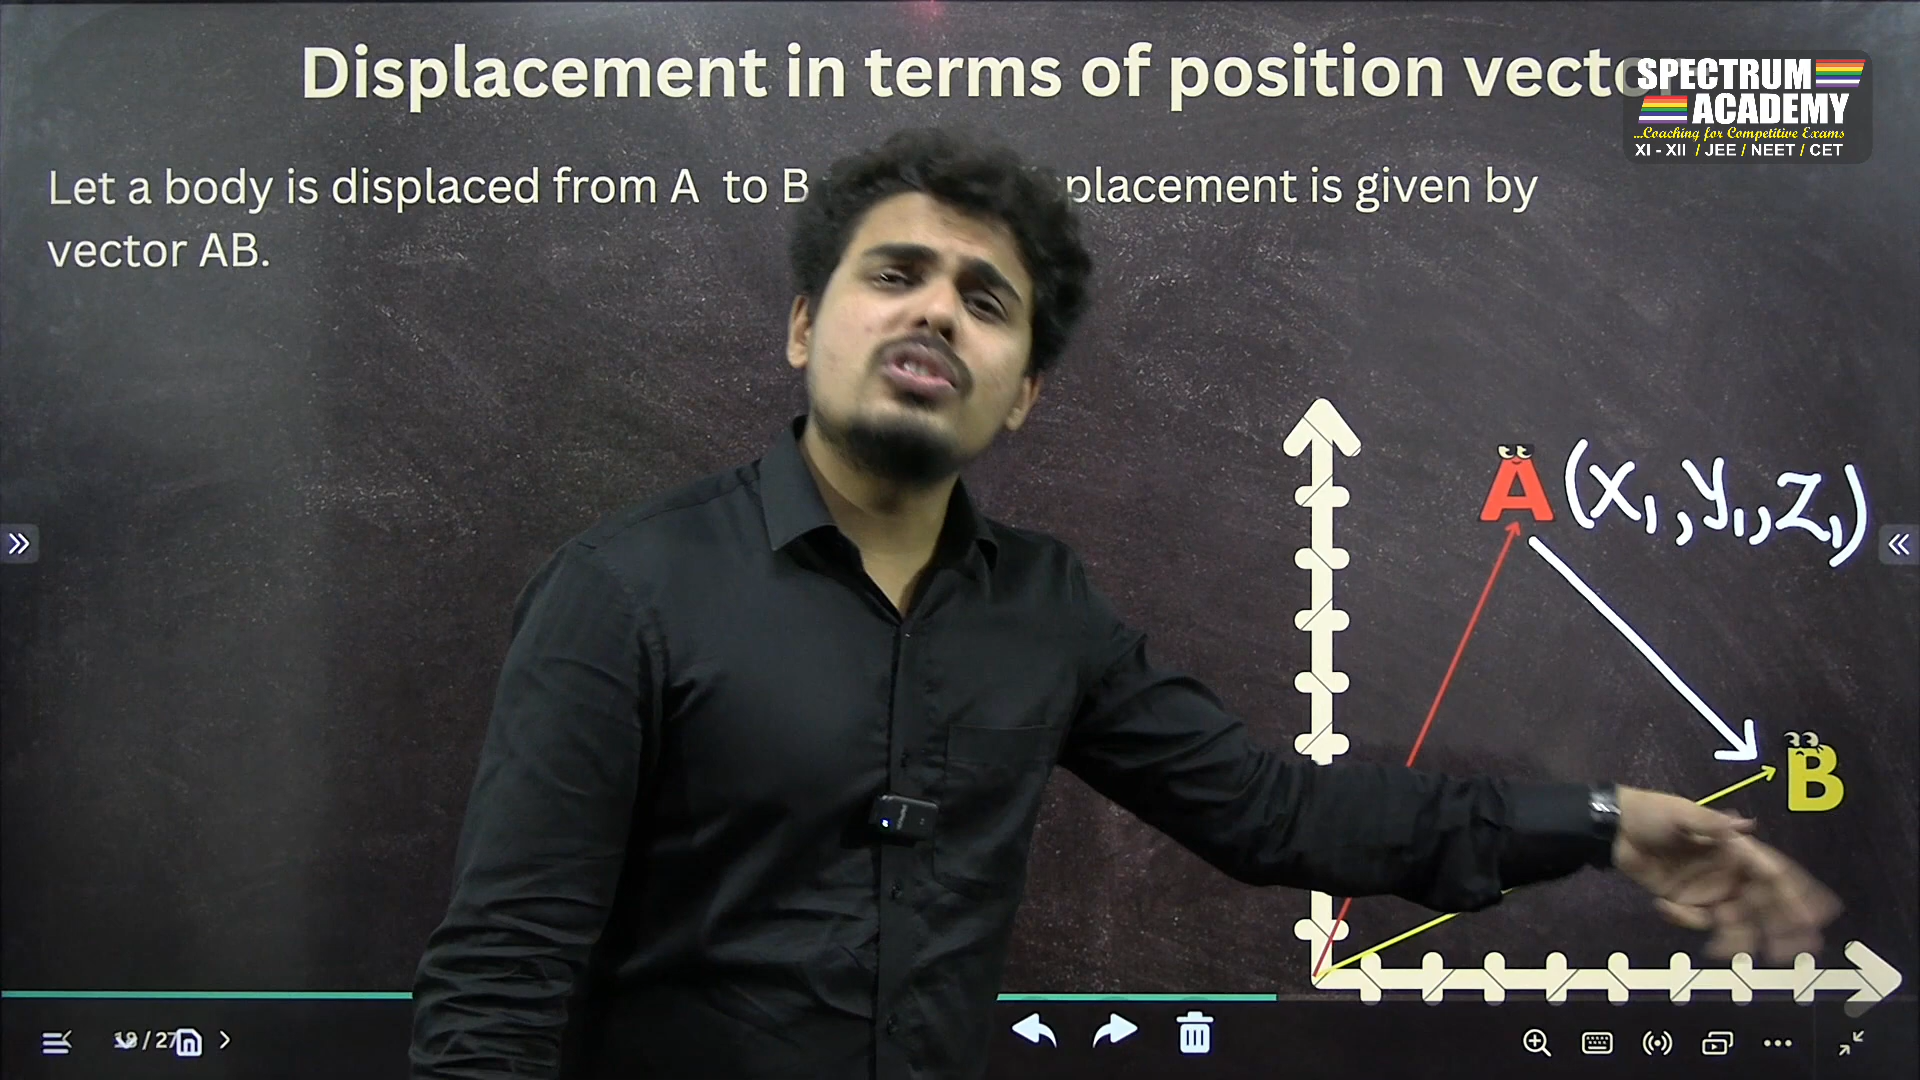 Displacement in terms of position vecto
SPECTRUM
ACADEMY
...Coaching for Competitive Exams
XI - XII / JEE / NEET / CET
Let a body is displaced from A to B placement is given by
vector AB.
A (x₁, y₁, z₁)
B
/ 27